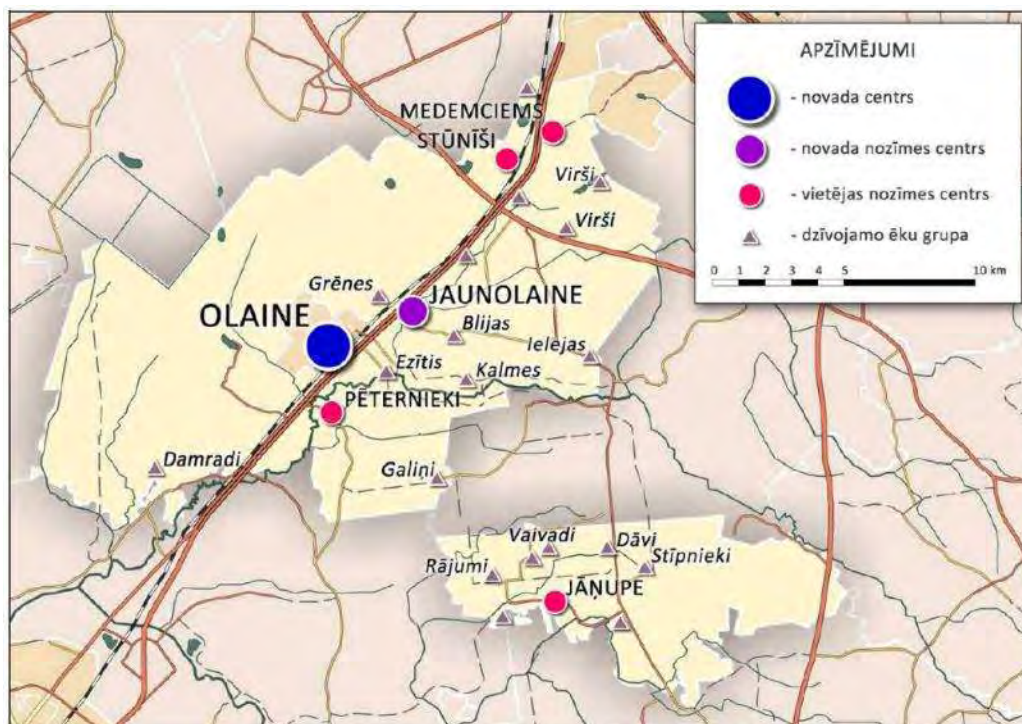 APZĪMĒJUMI
- novada centrs
- novada nozīmes centrs
- vietējas nozīmes centrs
- dzīvojamo ēku grupa
0 1 2 3 4 5 10 km
MEDEMCIEMS
STŪNĪŠI
Virši
Virši
Grēnes
JAUNOLAINE
OLAINE
Blijas
Ielejas
Ezītis
Kalmes
PĒTERNIEKI
Damradi
Galiņi
Vaivadi
Dāvi
Rājumi
Stīpnieki
JĀŅUPE